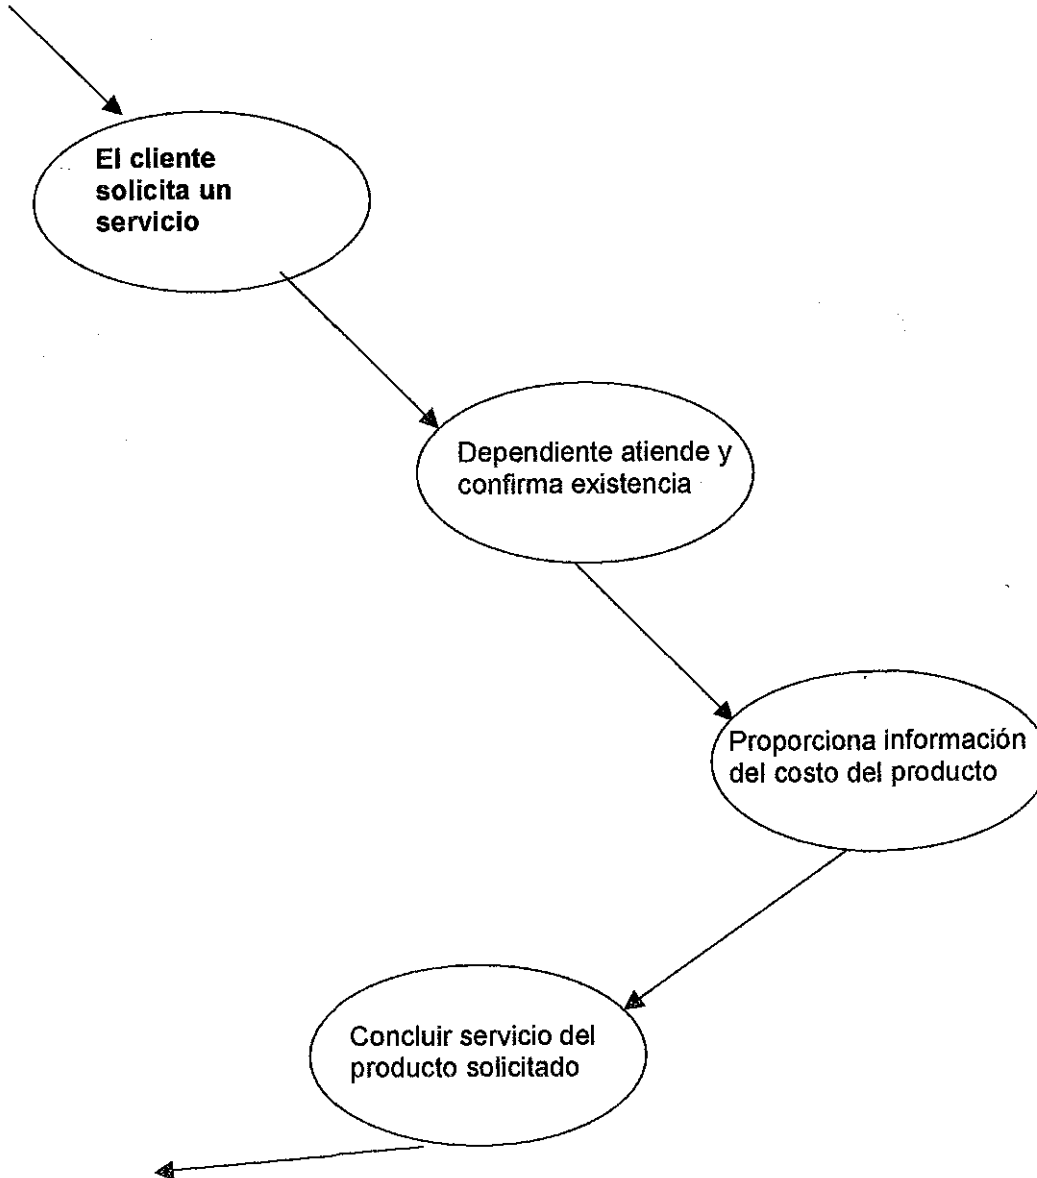 El cliente
solicita un
servicio
Dependiente atiende y
confirma existencia
Proporciona información
del costo del producto
Concluir servicio del
producto solicitado